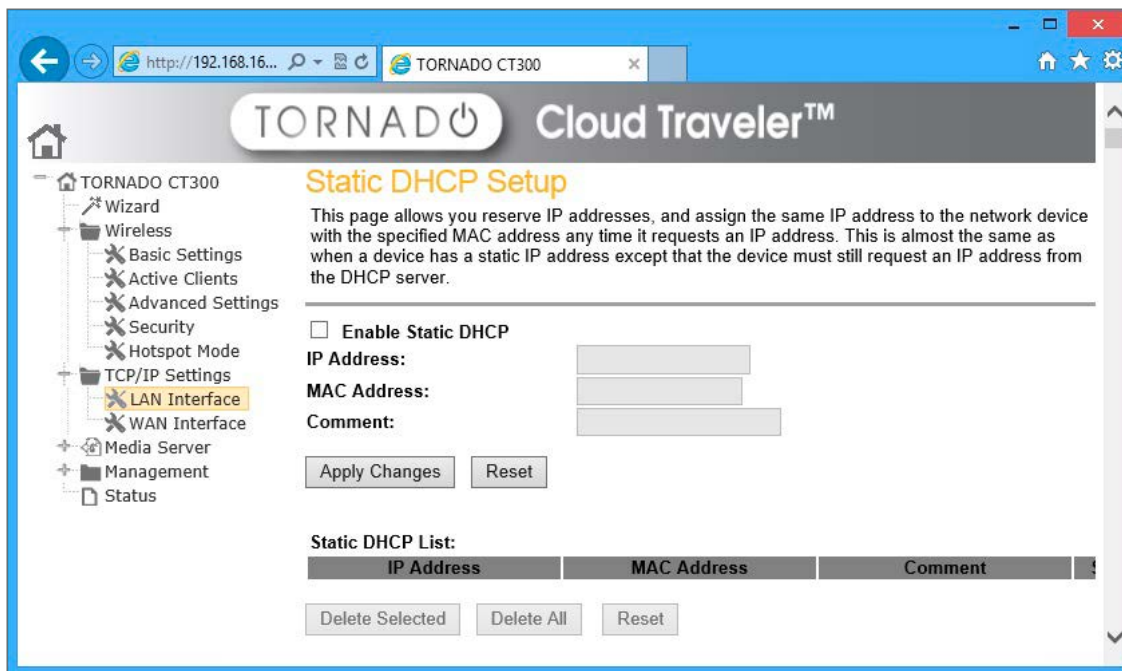 http://192.168.16...
TORNADO CT300
TORNADO Cloud Traveler™
TORNADO CT300
Wizard
Wireless
Basic Settings
Active Clients
Advanced Settings
Security
Hotspot Mode
TCP/IP Settings
LAN Interface
WAN Interface
Media Server
Management
Status
Static DHCP Setup
This page allows you reserve IP addresses, and assign the same IP address to the network device
with the specified MAC address any time it requests an IP address. This is almost the same as
when a device has a static IP address except that the device must still request an IP address from
the DHCP server.
Enable Static DHCP
IP Address:
MAC Address:
Comment:
Apply Changes Reset
Static DHCP List:
IP Address MAC Address Comment
Delete Selected Delete All Reset